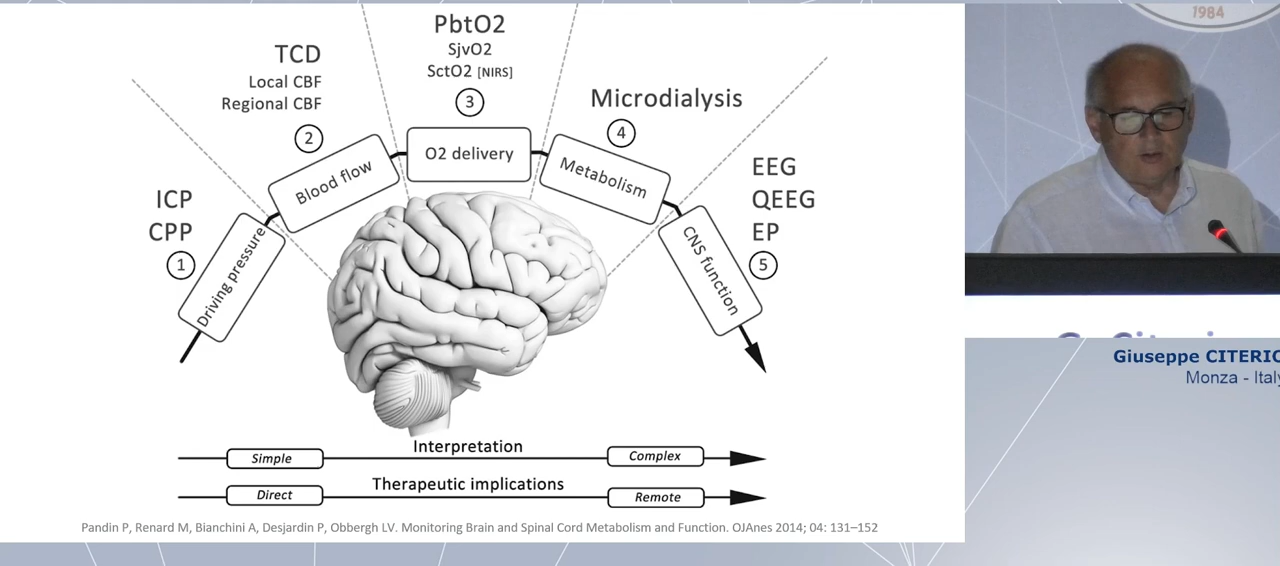 PbtO2
SjvO2
SctO2 [NIRS]
3
TCD
Local CBF
Regional CBF
2
Microdialysis
4
ICP
CPP
1
EEG
QEEG
EP
5
Driving pressure
Blood flow
O2 delivery
Metabolism
CNS function
Interpretation
Simple
Complex
Therapeutic implications
Direct
Remote
Pandin P, Renard M, Bianchini A, Desjardin P, Obbergh LV. Monitoring Brain and Spinal Cord Metabolism and Function. OJAnes 2014; 04: 131–152
1984
Giuseppe CITERIO
Monza - Italy